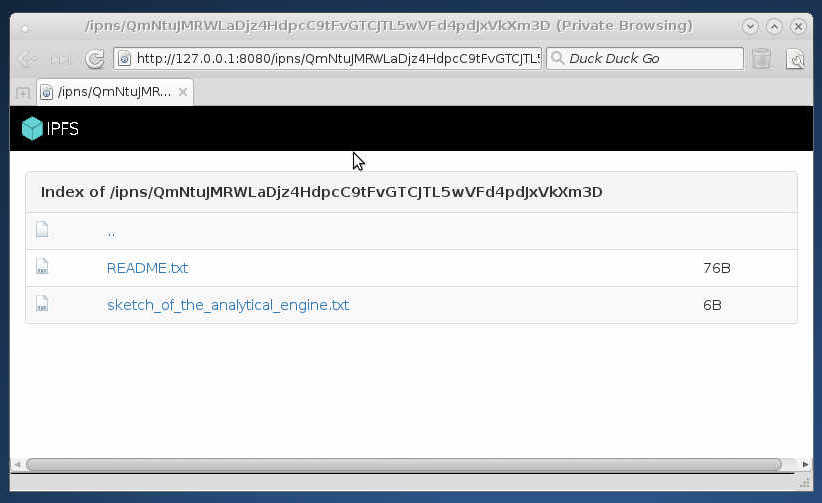 /ipns/QmNtuJMRWLaDjz4HdpcC9tFvGTCJTL5wVFd4pdJxVkXm3D (Private Browsing)
http://127.0.0.1:8080/ipns/QmNtuJMRWLaDjz4HdpcC9tFvGTCJTL5 Duck Duck Go
/ipns/QmNtuJMR...
IPFS
Index of /ipns/QmNtuJMRWLaDjz4HdpcC9tFvGTCJTL5wVFd4pdJxVkXm3D
..
README.txt 76B
sketch_of_the_analytical_engine.txt 6B